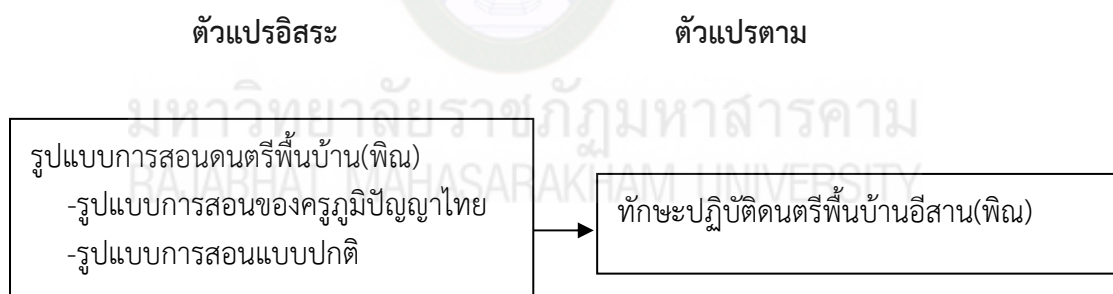 ตัวแปรอิสระ ตัวแปรตาม
มหาวิทยาลัยราชภัฏมหาสารคาม
RAJABHAT MAHASARAKHAM UNIVERSITY
รูปแบบการสอนดนตรีพื้นบ้าน(พิณ)
-รูปแบบการสอนของครูภูมิปัญญาไทย
-รูปแบบการสอนแบบปกติ
ทักษะปฏิบัติดนตรีพื้นบ้านอีสาน(พิณ)